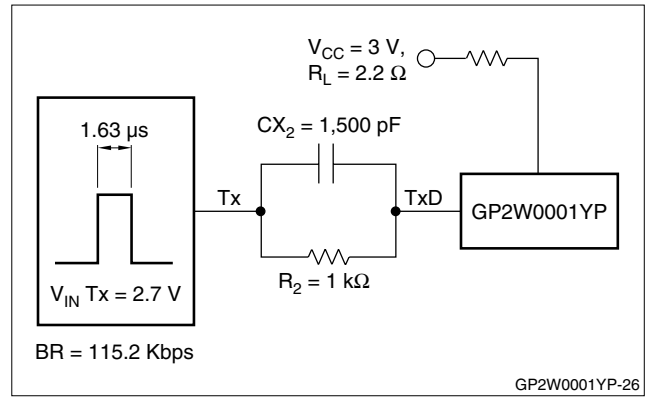 V_CC = 3 V,
R_L = 2.2 Ω
1.63 µs
CX_2 = 1,500 pF
Tx
TxD
GP2W0001YP
V_IN Tx = 2.7 V
R_2 = 1 kΩ
BR = 115.2 Kbps
GP2W0001YP-26